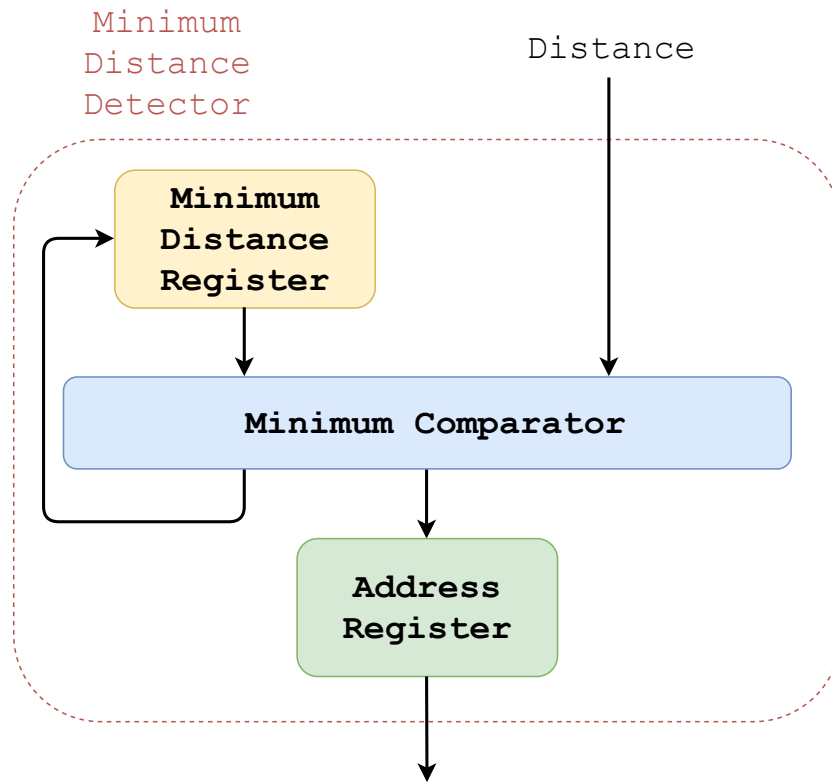 Minimum
Distance
Detector
Distance
Minimum
Distance
Register
Minimum Comparator
Address
Register